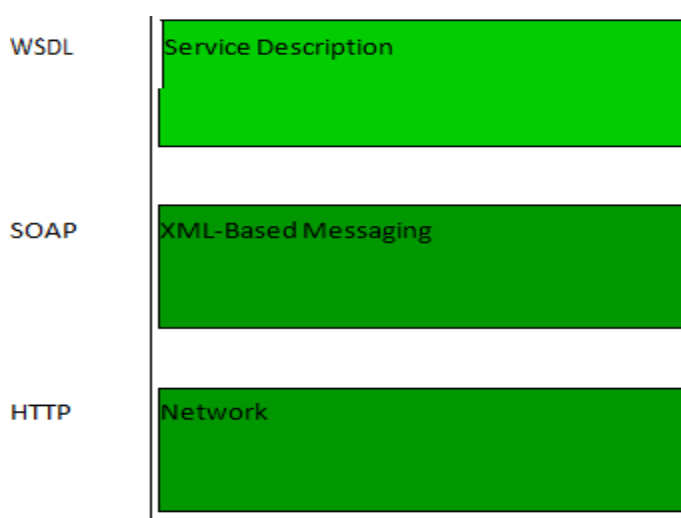 WSDL Service Description
SOAP XML-Based Messaging
HTTP Network